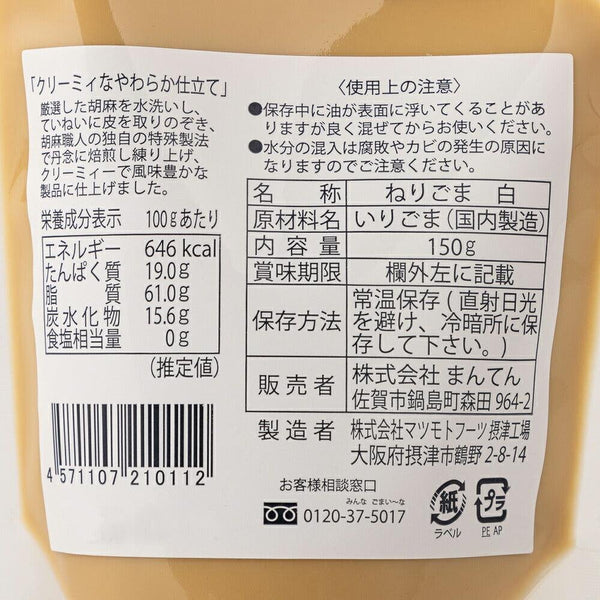 「クリーミィなやわらか仕立て」
厳選した胡麻を水洗いし、
ていねいに皮を取りのぞき、
胡麻職人の独自の特殊製法
で丹念に焙煎し練り上げ、
クリーミィーで風味豊かな
製品に仕上げました。
栄養成分表示 100gあたり
エネルギー 646 kcal
たんぱく質 19.0g
脂質 61.0g
炭水化物 15.6g
食塩相当量 0g
(推定値)
4 571107 210112
〈使用上の注意〉
●保存中に油が表面に浮いてくることがあ
りますが良く混ぜてからお使いください。
●水分の混入は腐敗やカビの発生の原因に
なりますのでご注意ください。
名称 ねりごま 白
原材料名 いりごま(国内製造)
内容量 150g
賞味期限 欄外左に記載
保存方法 常温保存(直射日光
を避け、冷暗所に保
存して下さい。)
販売者 株式会社 まんてん
佐賀市鍋島町森田 964-2
製造者 株式会社マツモトフーツ 摂津工場
大阪府摂津市鶴野 2-8-14
お客様相談窓口
みんな ごまい〜な
0120-37-5017
紙
ラベル
プラ
PE AP